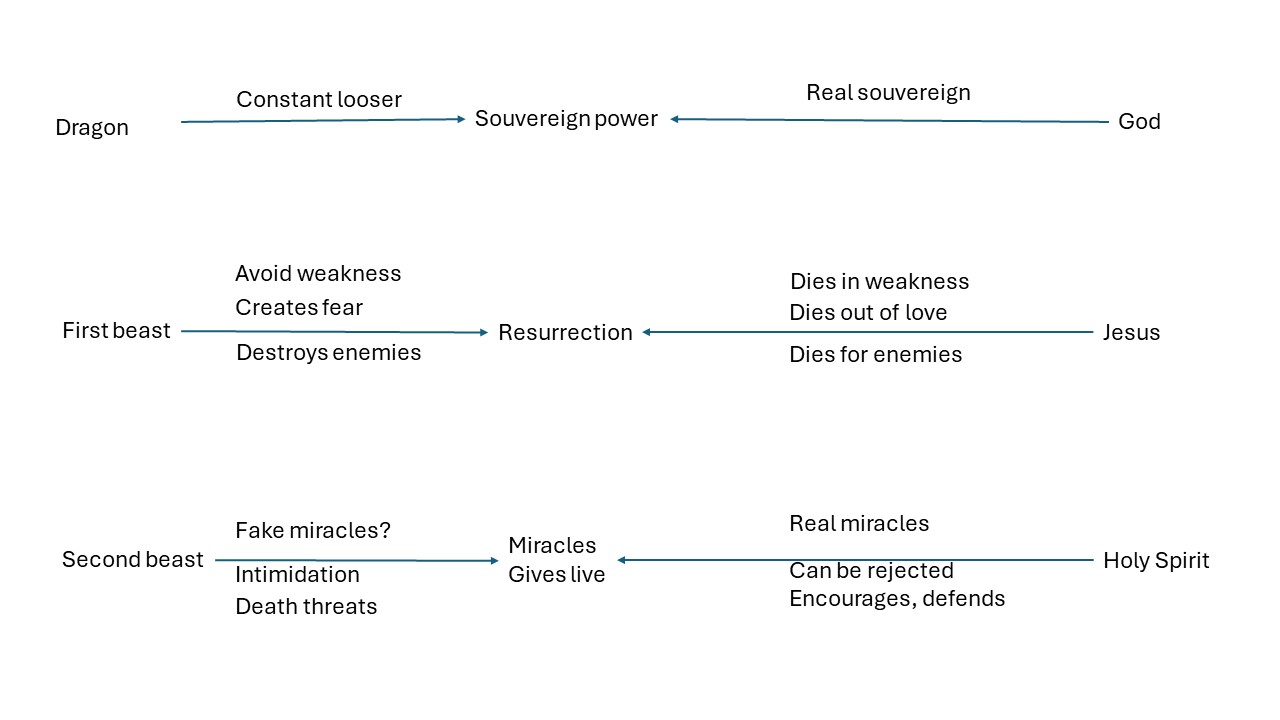 Constant looser
Real souvereign
Dragon
Souvereign power
God
Avoid weakness
Creates fear
Dies in weakness
Dies out of love
First beast
Resurrection
Jesus
Destroys enemies
Dies for enemies
Fake miracles?
Real miracles
Second beast
Miracles
Gives live
Holy Spirit
Intimidation
Death threats
Can be rejected
Encourages, defends